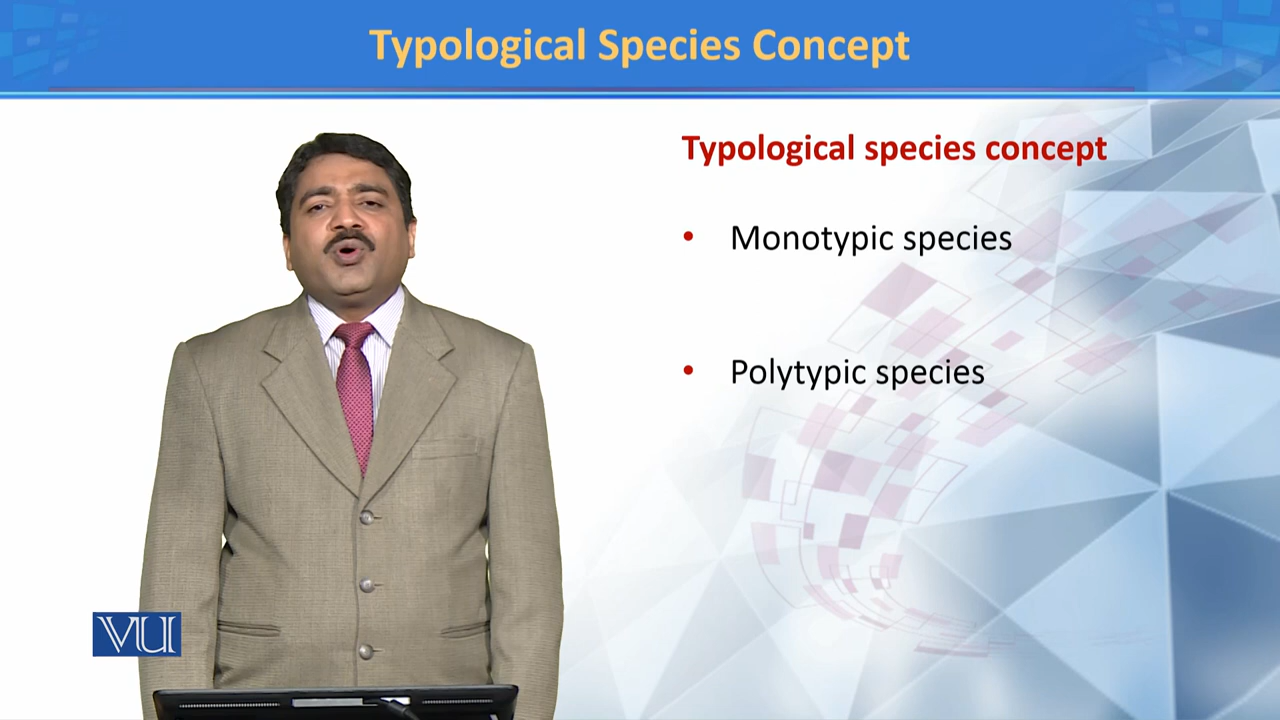 Typological Species Concept
Typological species concept
• Monotypic species
• Polytypic species
VU